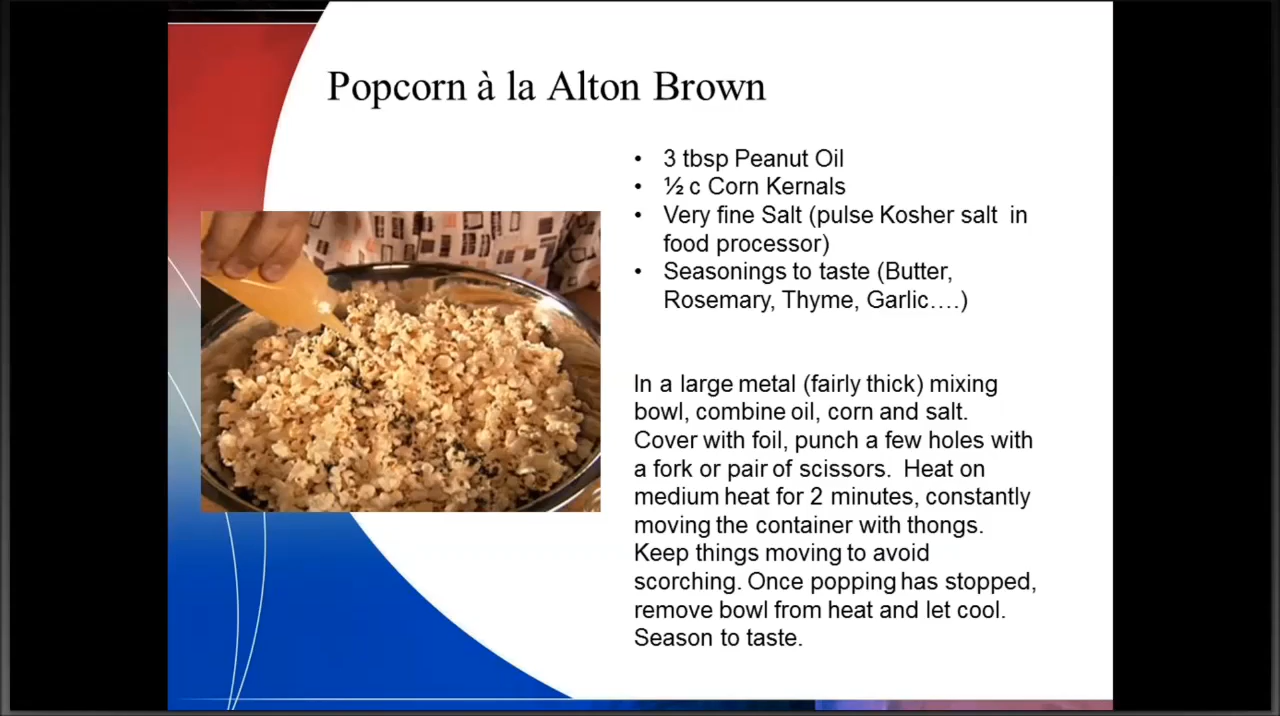 Popcorn à la Alton Brown
• 3 tbsp Peanut Oil
• ½ c Corn Kernals
• Very fine Salt (pulse Kosher salt in
food processor)
• Seasonings to taste (Butter,
Rosemary, Thyme, Garlic….)
In a large metal (fairly thick) mixing
bowl, combine oil, corn and salt.
Cover with foil, punch a few holes with
a fork or pair of scissors. Heat on
medium heat for 2 minutes, constantly
moving the container with thongs.
Keep things moving to avoid
scorching. Once popping has stopped,
remove bowl from heat and let cool.
Season to taste.